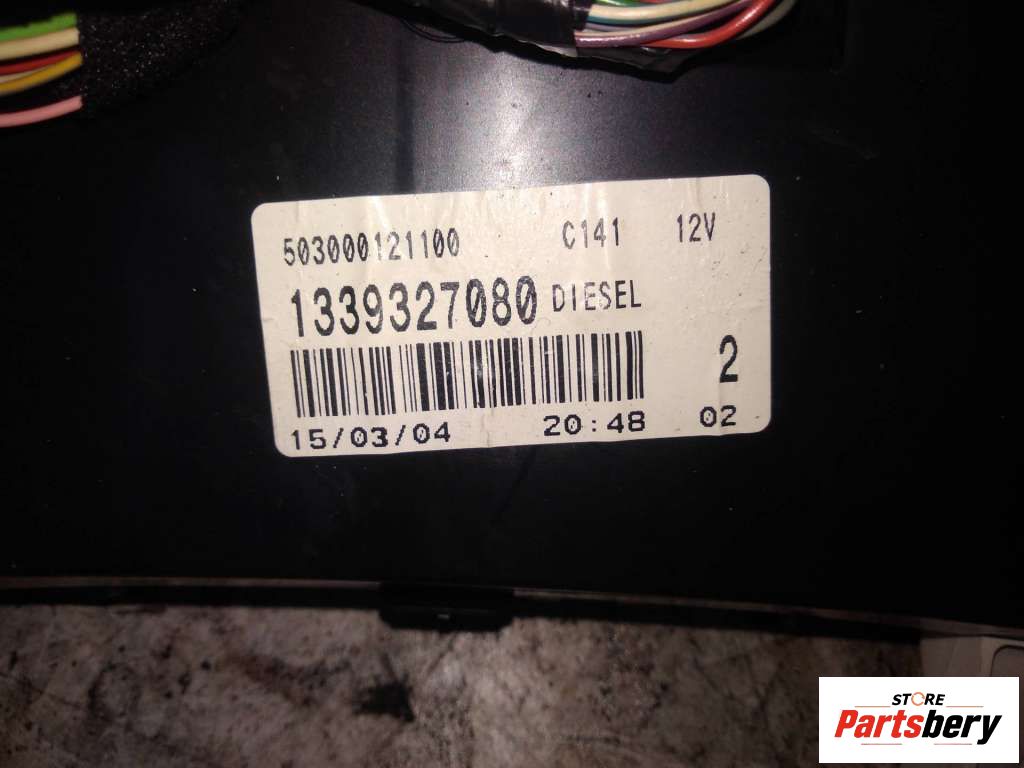 503000121100 C141 12V
1339327080 DIESEL
2
15/03/04 20:48 02
STORE
Partsbery